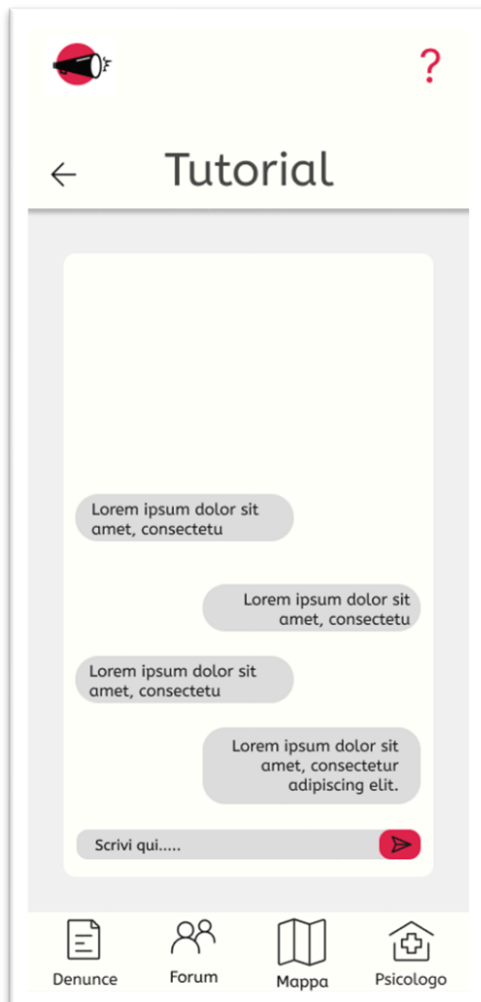 ?
Tutorial
Lorem ipsum dolor sit
amet, consectetu
Lorem ipsum dolor sit
amet, consectetu
Lorem ipsum dolor sit
amet, consectetu
Lorem ipsum dolor sit
amet, consectetur
adipiscing elit.
Scrivi qui.....
Denunce
Forum
Mappa
Psicologo